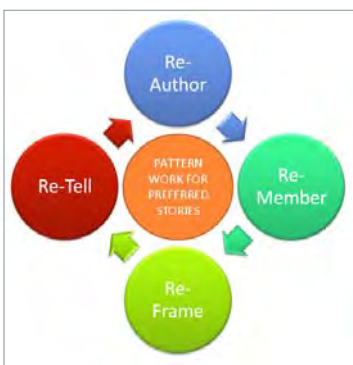 Re-
Author
Re-
Member
Re-
Frame
Re-Tell
PATTERN
WORK FOR
PREFERRED
STORIES